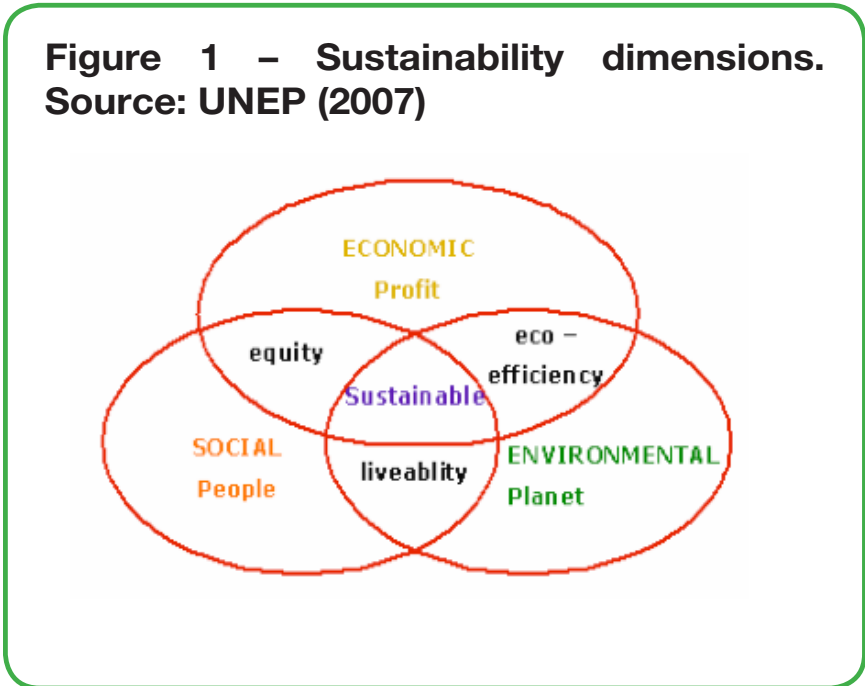 Figure 1 – Sustainability dimensions.
Source: UNEP (2007)
ECONOMIC
Profit
equity
eco –
efficiency
Sustainable
SOCIAL
People
liveablity
ENVIRONMENTAL
Planet